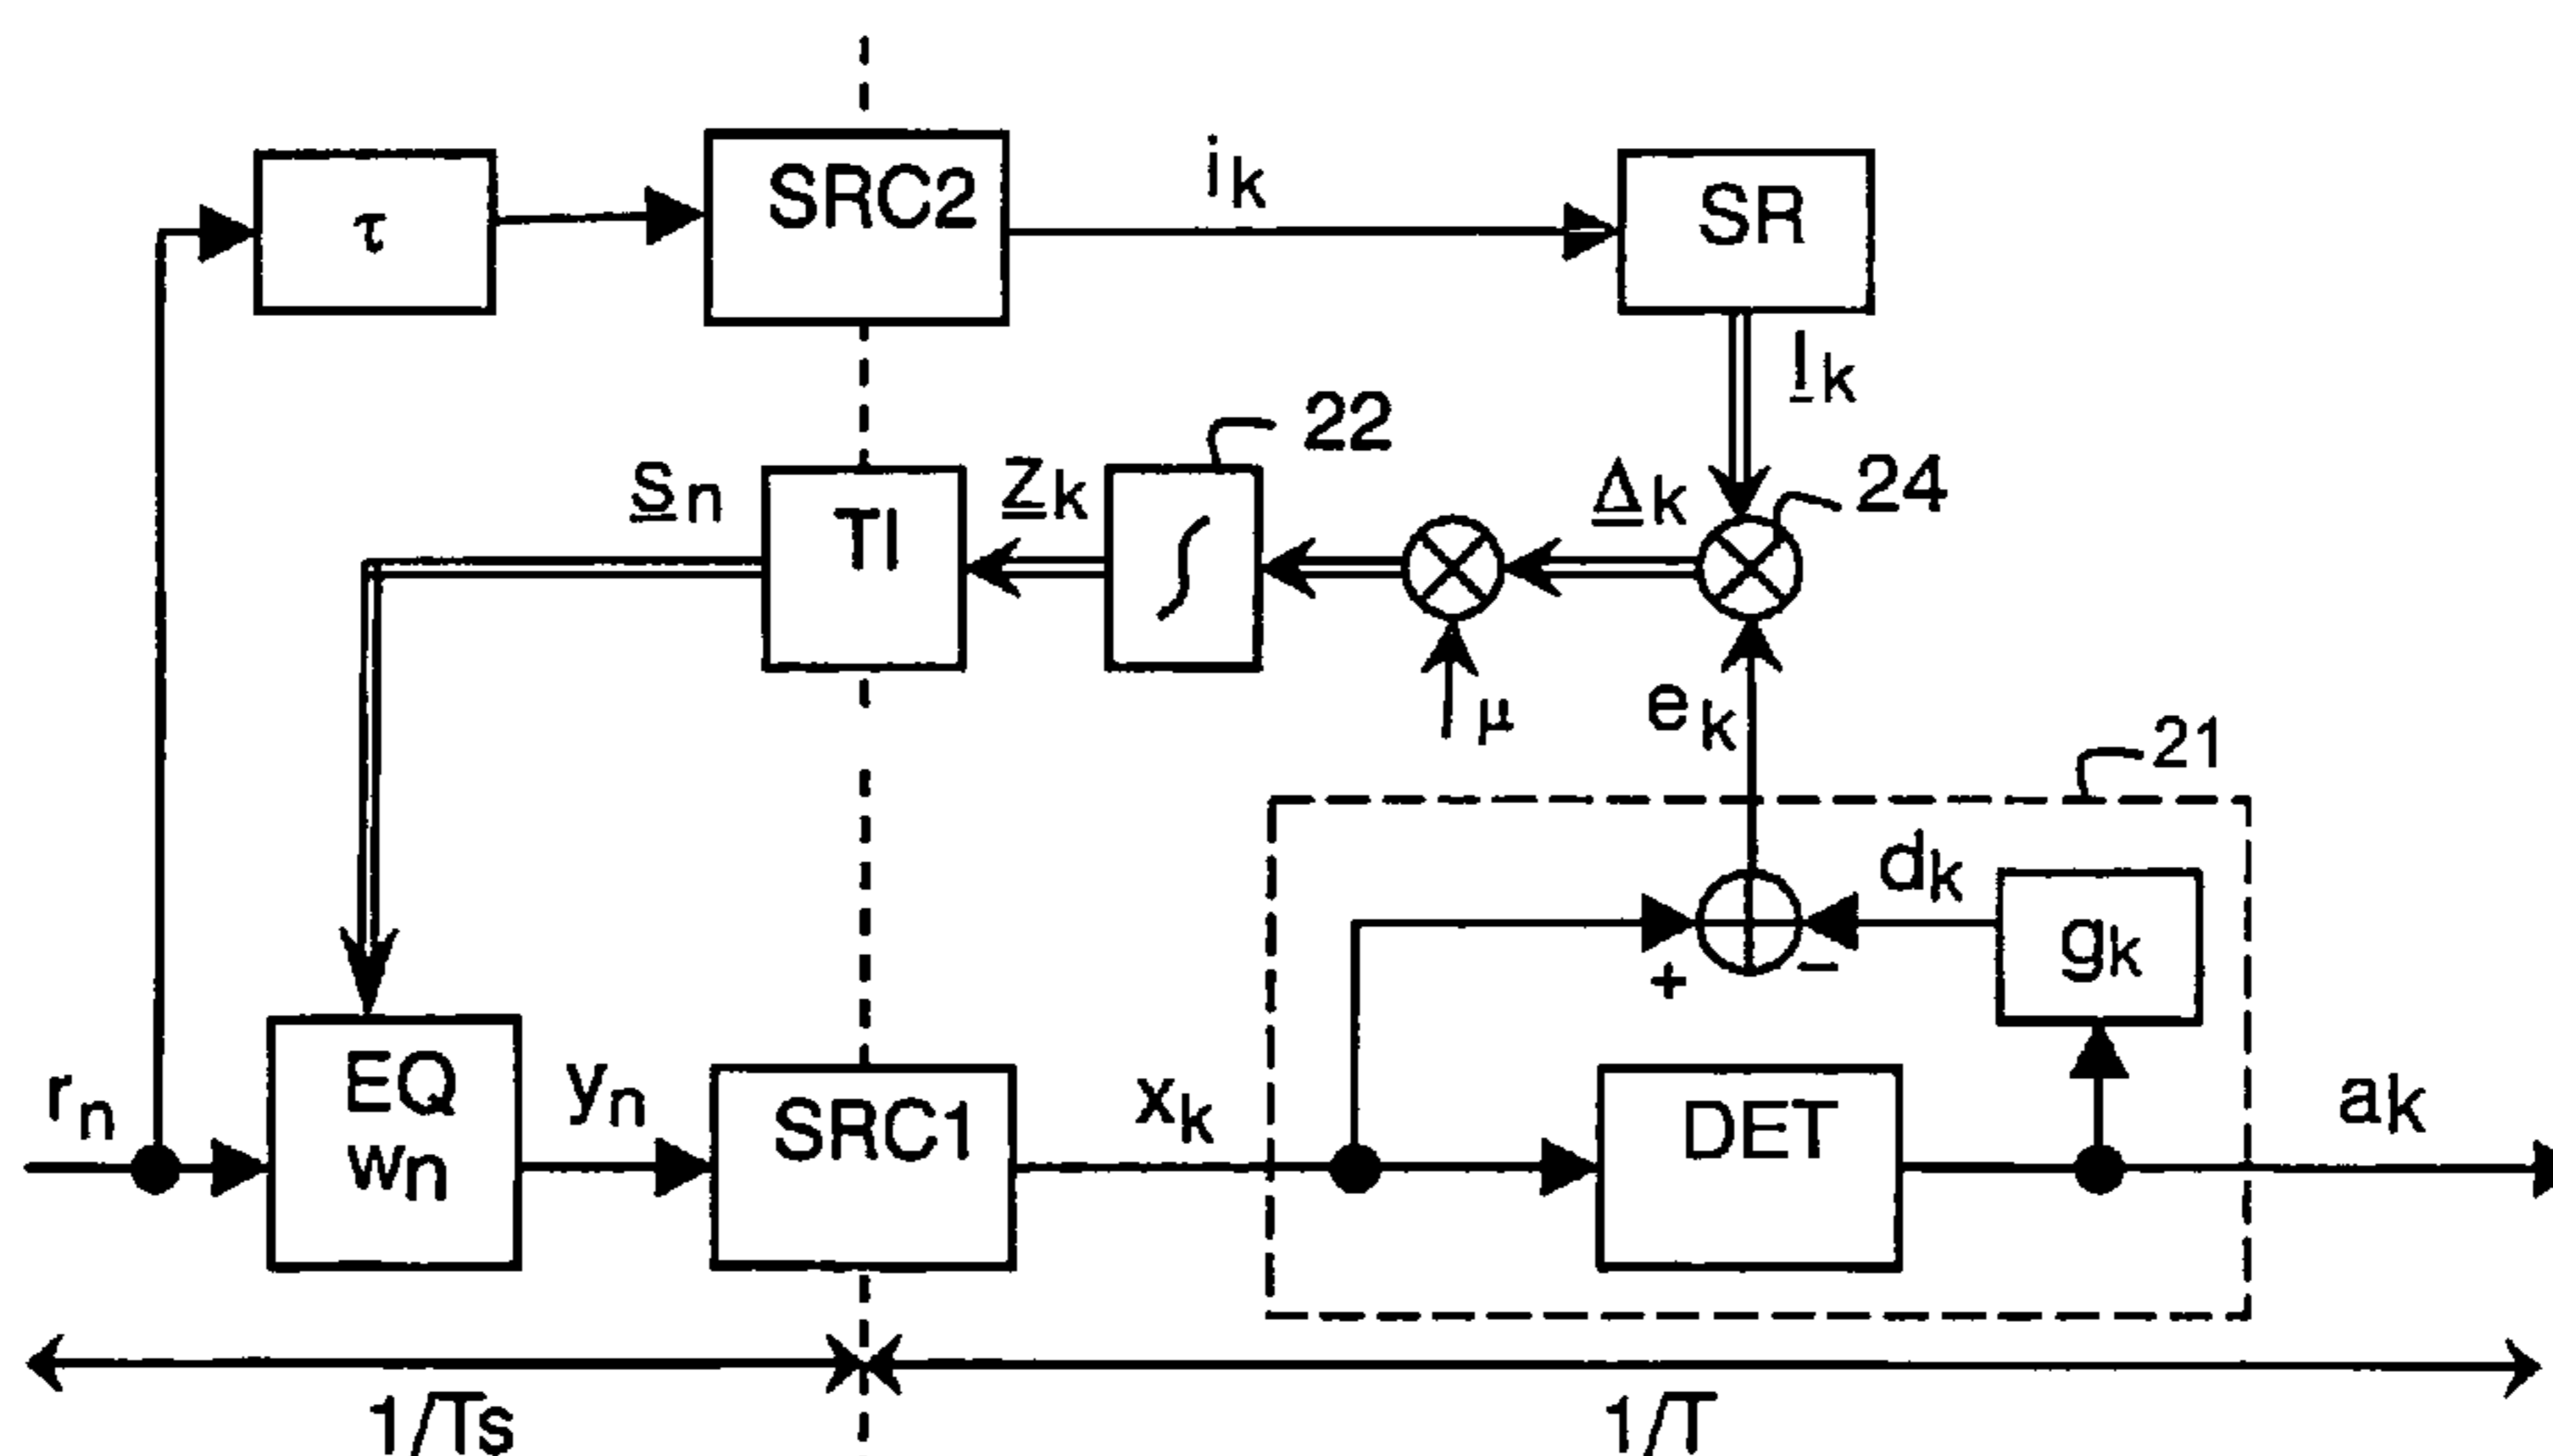 τ
SRC2
i k
SR
I k
22
s n
TI
z k
∫
Δ k
24
μ
e k
21
d k
g k
+
−
r n
EQ
w n
y n
SRC1
x k
DET
a k
1/Ts
1/T